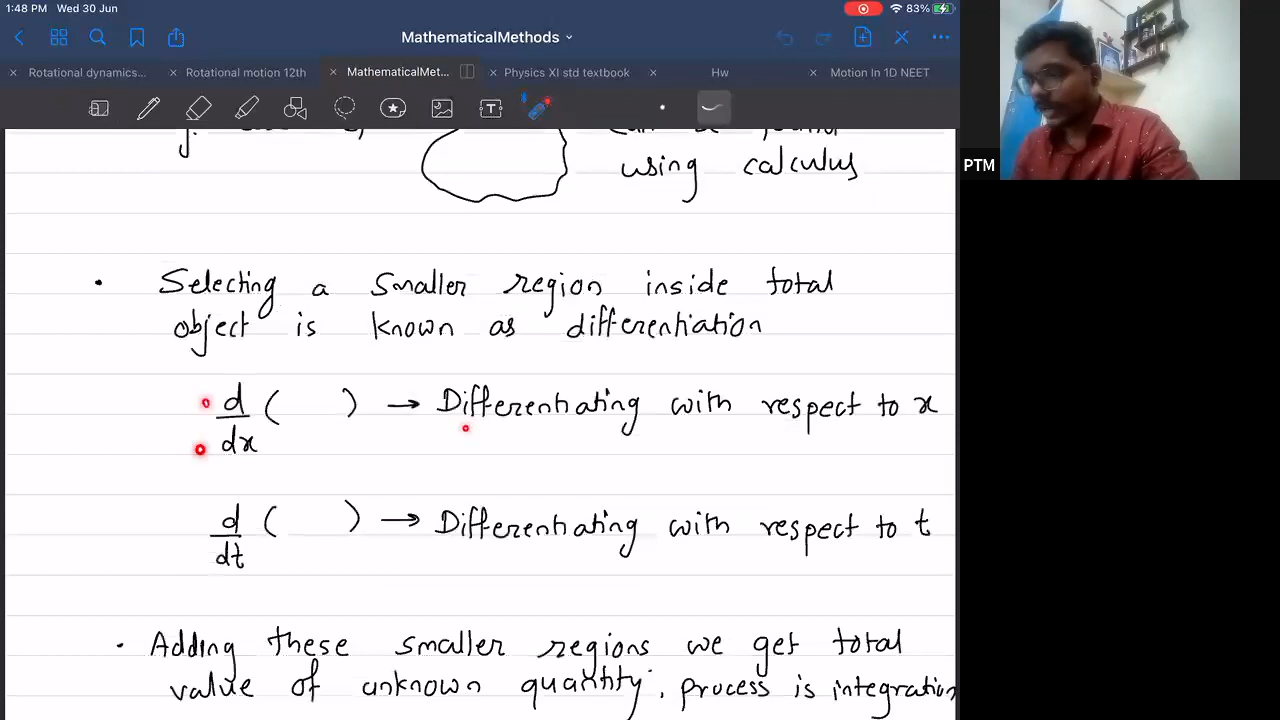 1:48 PM Wed 30 Jun
83%
MathematicalMethods
Rotational dynamics...
Rotational motion 12th
MathematicalMet...
Physics XI std textbook
Hw
Motion In 1D NEET
PTM
using calculus
• Selecting a smaller region inside total
object is known as differentiation
d/dx ( ) → Differentiating with respect to x
d/dt ( ) → Differentiating with respect to t
• Adding these smaller regions we get total
value of unknown quantity, process is integration